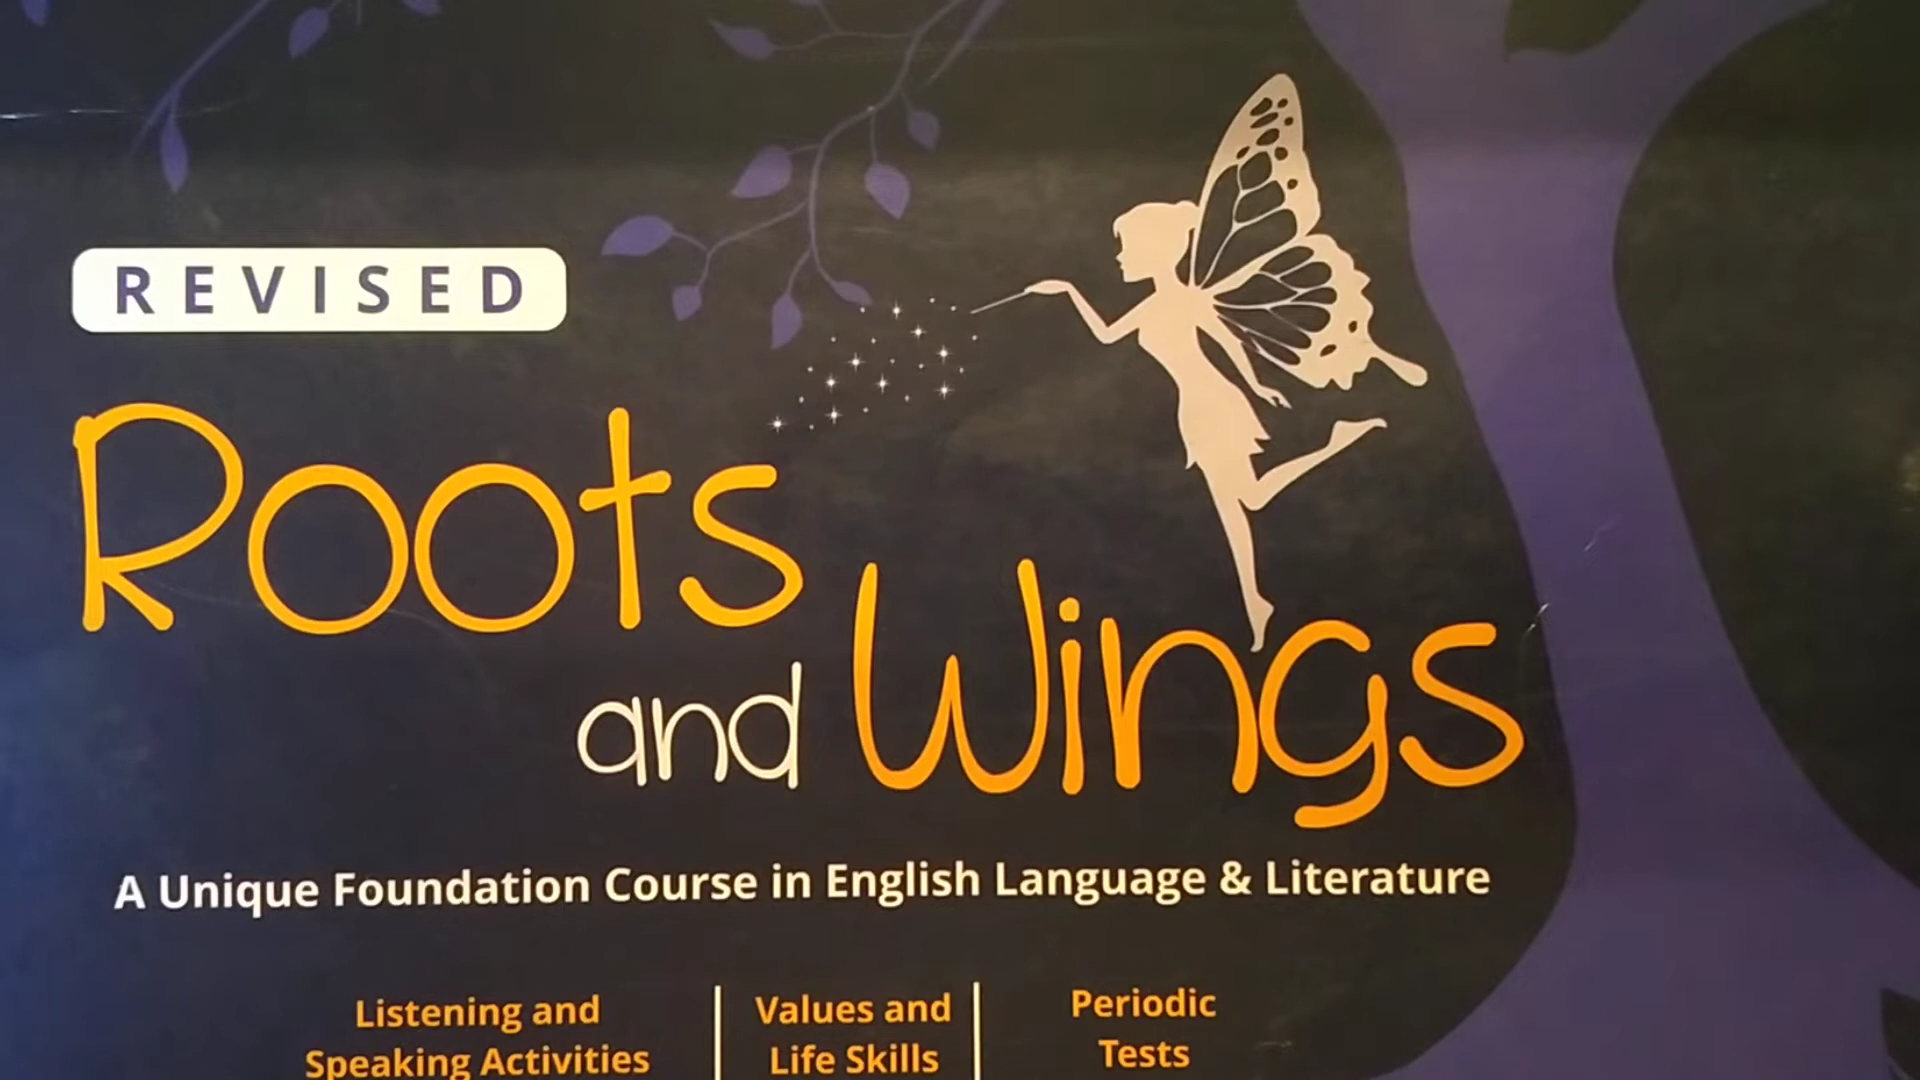 REVISED
Roots
and Wings
A Unique Foundation Course in English Language & Literature
Listening and
Speaking Activities
Values and
Life Skills
Periodic
Tests